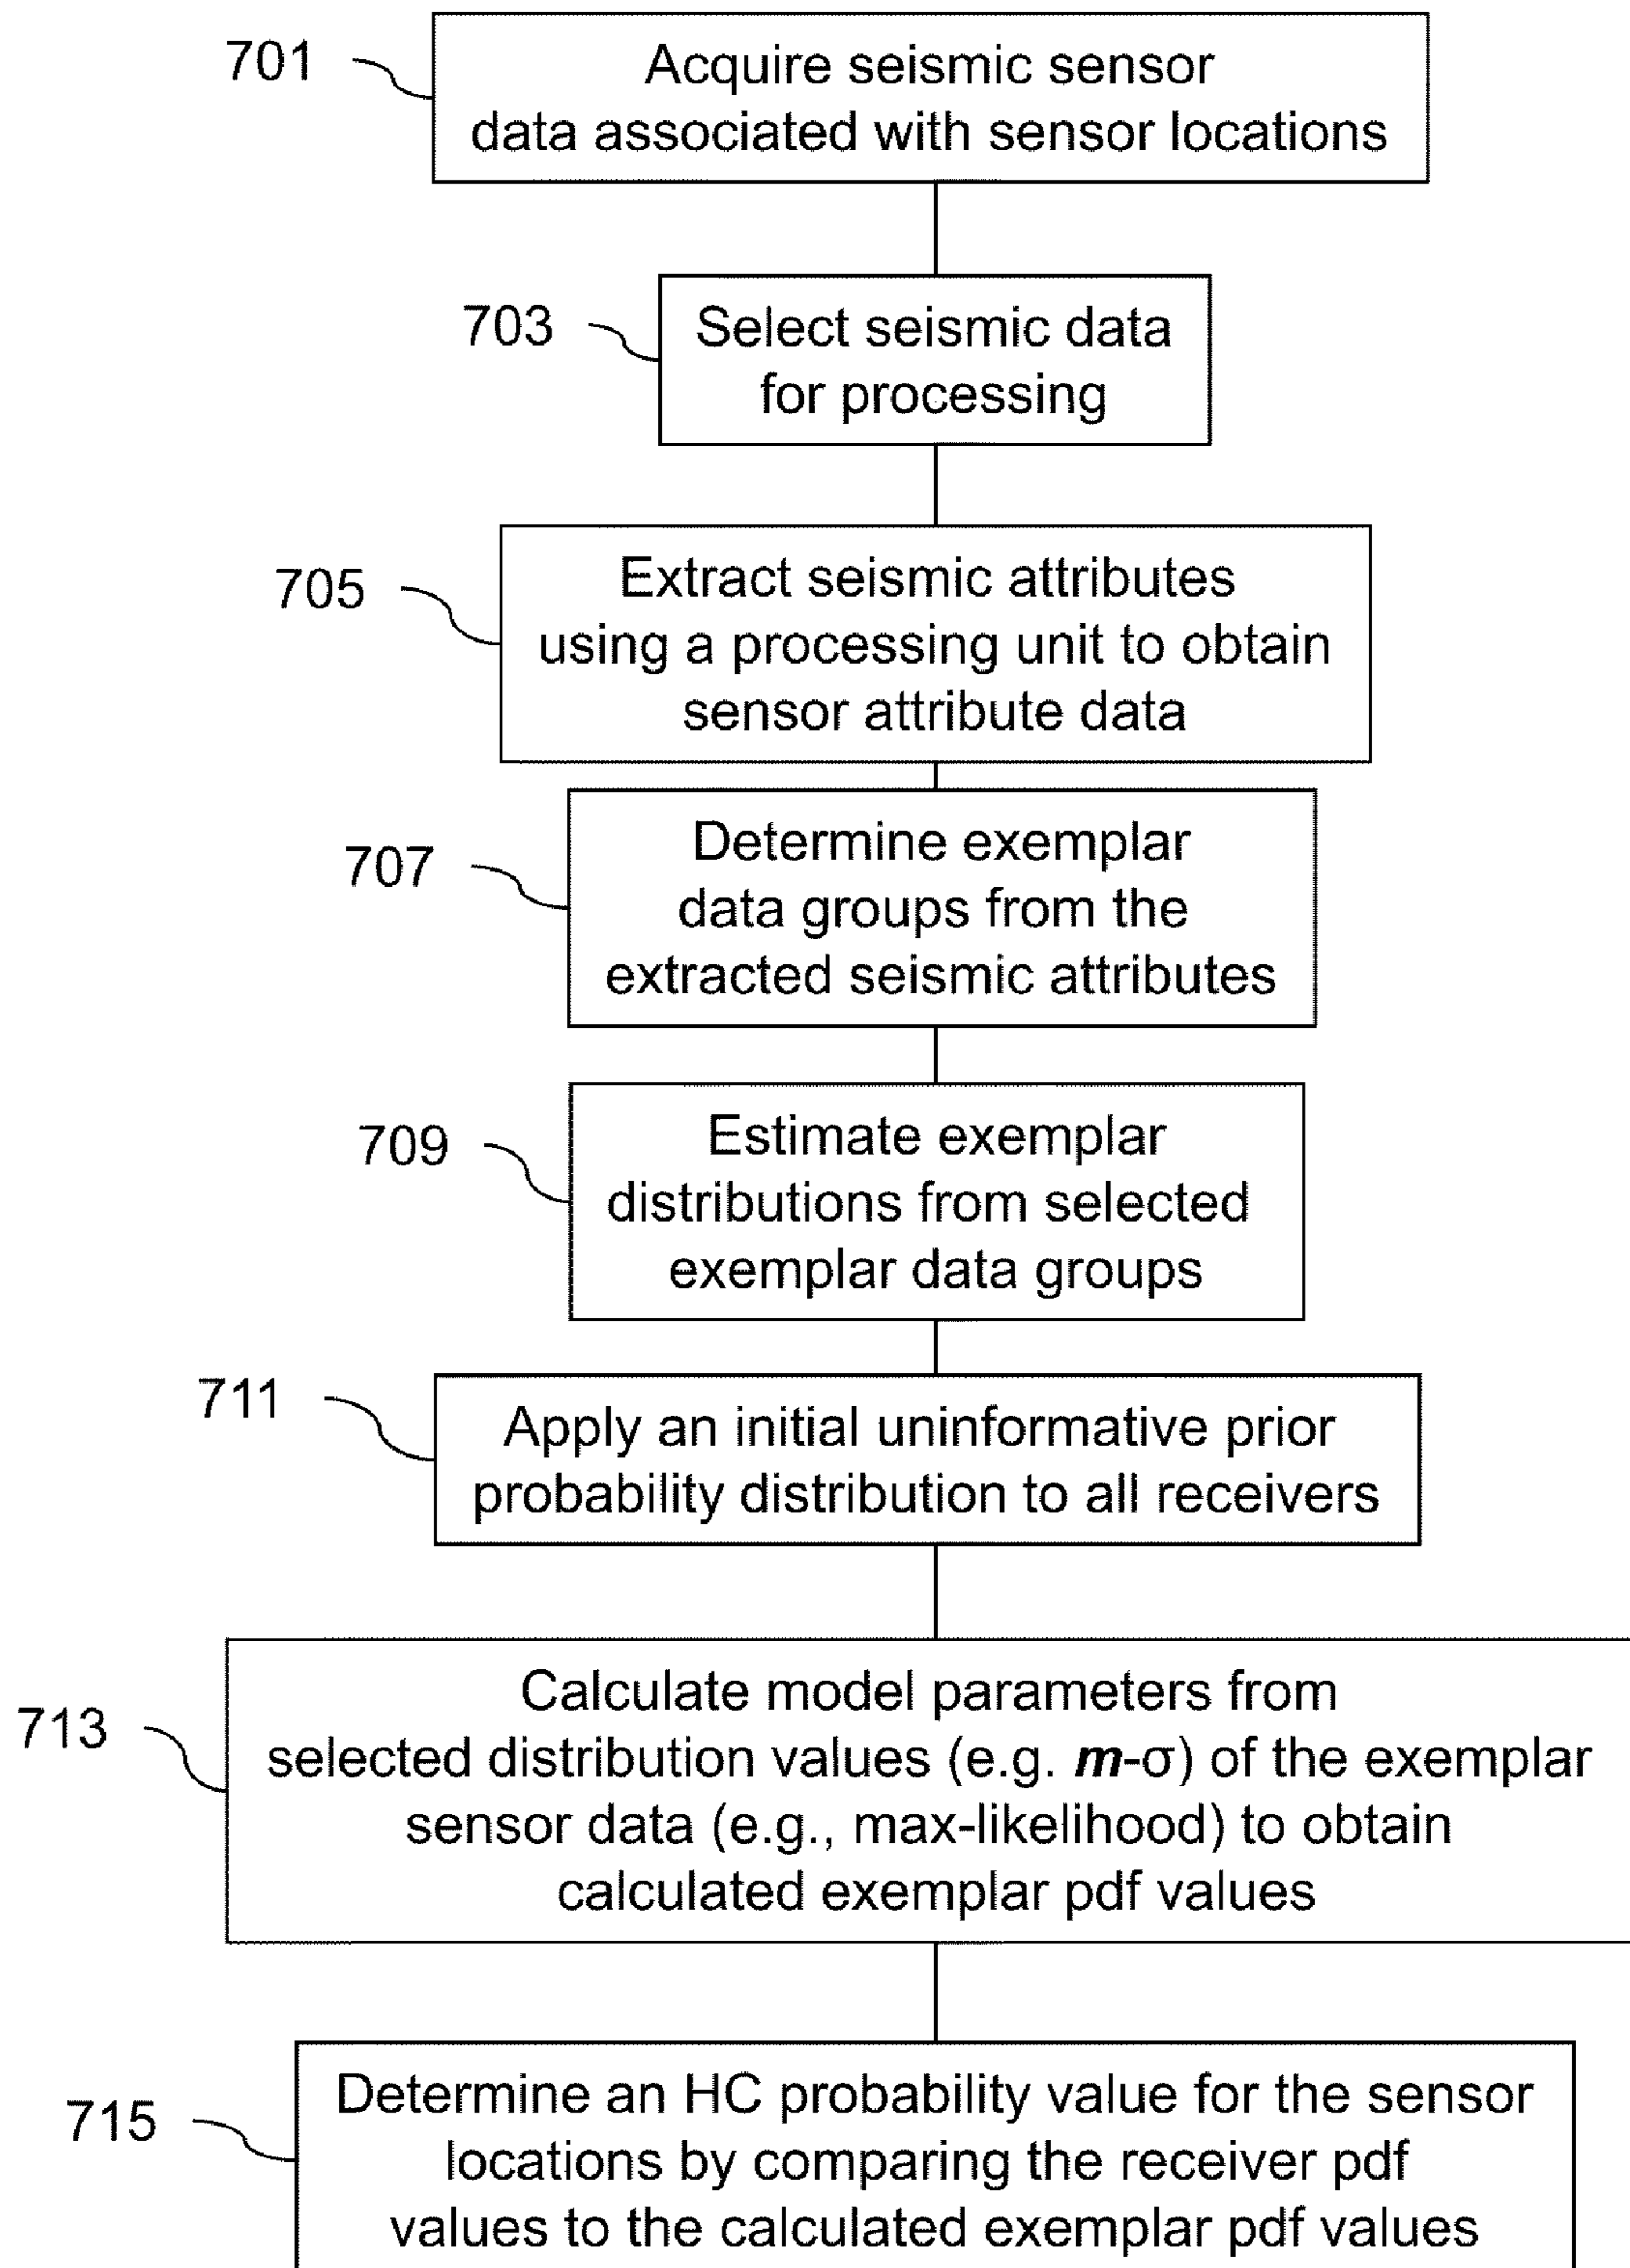 701
Acquire seismic sensor
data associated with sensor locations
703
Select seismic data
for processing
705
Extract seismic attributes
using a processing unit to obtain
sensor attribute data
707
Determine exemplar
data groups from the
extracted seismic attributes
709
Estimate exemplar
distributions from selected
exemplar data groups
711
Apply an initial uninformative prior
probability distribution to all receivers
713
Calculate model parameters from
selected distribution values (e.g. m-σ) of the exemplar
sensor data (e.g., max-likelihood) to obtain
calculated exemplar pdf values
715
Determine an HC probability value for the sensor
locations by comparing the receiver pdf
values to the calculated exemplar pdf values